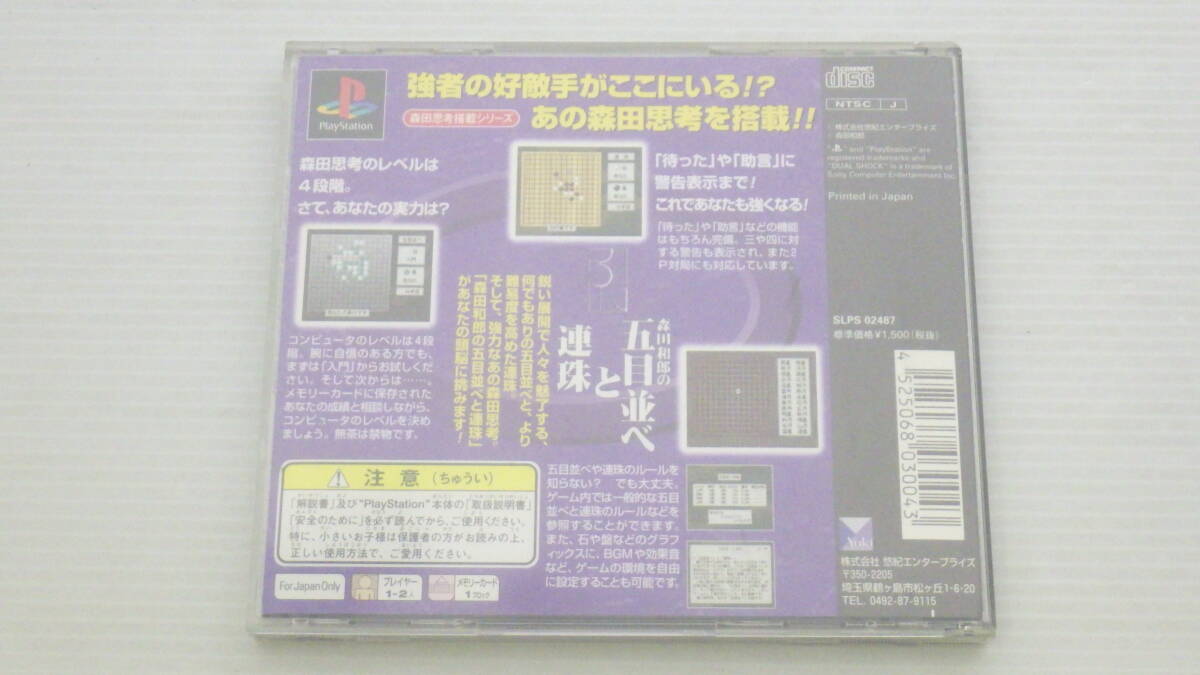 強者の好敵手がここにいる!?
森田思考搭載シリーズ
あの森田思考を搭載!!
PlayStation
森田思考のレベルは
4段階。
さて、あなたの実力は?
「待った」や「助言」に
警告表示まで!
これであなたも強くなる!
「待った」や「助言」などの機能
はもちろん完備。三や四に対
する警告も表示され、また2
P対局にも対応しています。
コンピュータのレベルは4段
階。腕に自信のある方でも、
まずは「入門」からお試しくだ
さい。そして次からは……。
メモリーカードに保存された
あなたの成績と相談しながら、
コンピュータのレベルを決め
ましょう。無茶は禁物です。
森田和郎の
五目並べ
と
連珠
鋭い展開で人々を魅了する、
何でもありの五目並べと、より
難易度を高めた連珠。
そして、強力なあの森田思考。
「森田和郎の五目並べと連珠」
があなたの頭脳に挑みます!
五目並べや連珠のルールを
知らない? でも大丈夫。
ゲーム内では一般的な五目
並べと連珠のルールなどを
参照することができます。
また、石や盤などのグラフ
ィックスに、BGMや効果音
など、ゲームの環境を自由
に設定することも可能です。
注意(ちゅうい)
「解説書」及び"PlayStation"本体の「取扱説明書」
「安全のために」を必ず読んでから、ご使用ください。
特に、小さいお子様は保護者の方がお読みの上、
正しい使用方法で、ご愛用ください。
For Japan Only
プレイヤー
1-2人
メモリーカード
1ブロック
COMPACT
disc
NTSC J
株式会社悠紀エンタープライズ
森田和郎
" " and "PlayStation" are
registered trademarks and
"DUAL SHOCK" is a trademark of
Sony Computer Entertainment Inc.
Printed in Japan
SLPS 02487
標準価格¥1,500(税抜)
4 525068 030043
Yuki
株式会社 悠紀エンタープライズ
〒350-2205
埼玉県鶴ヶ島市松ヶ丘1-6-20
TEL. 0492-87-9115